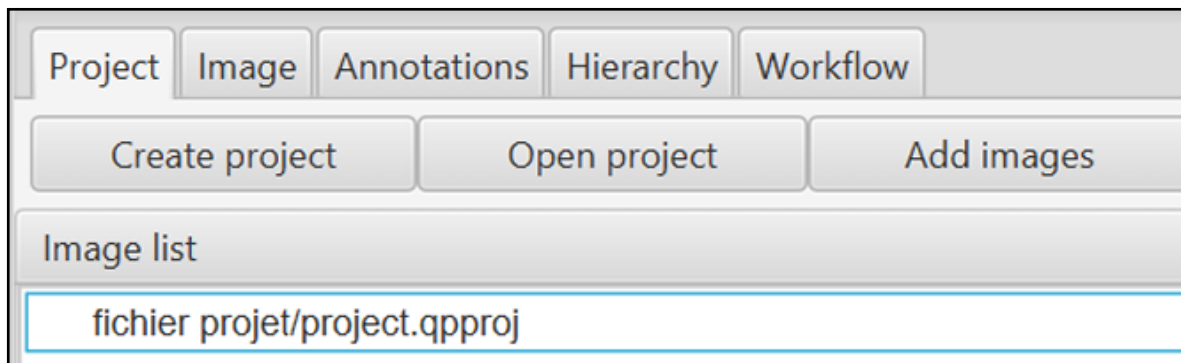 Project Image Annotations Hierarchy Workflow
Create project Open project Add images
Image list
fichier projet/project.qpproj